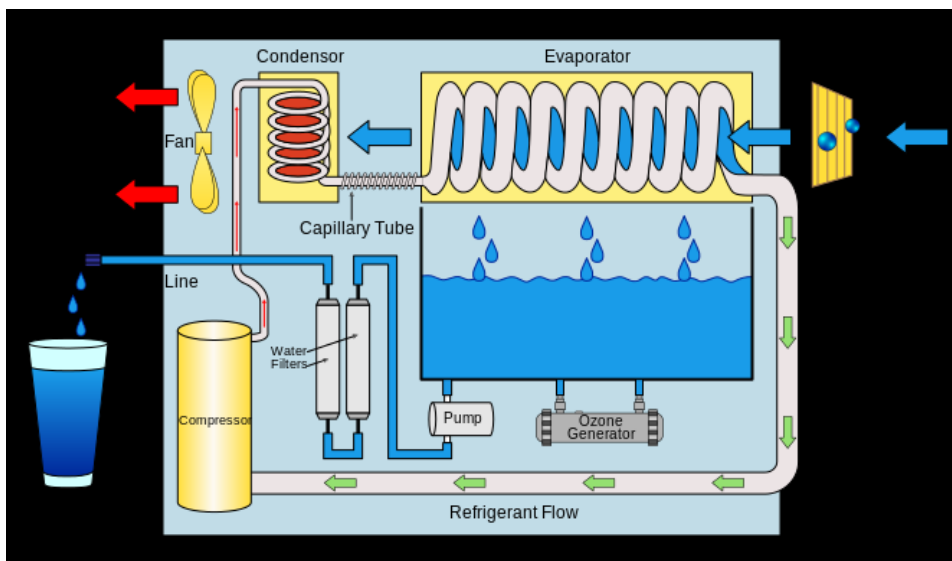 Condensor
Evaporator
Fan
Capillary Tube
Line
Water
Filters
Compressor
Pump
Ozone
Generator
Refrigerant Flow